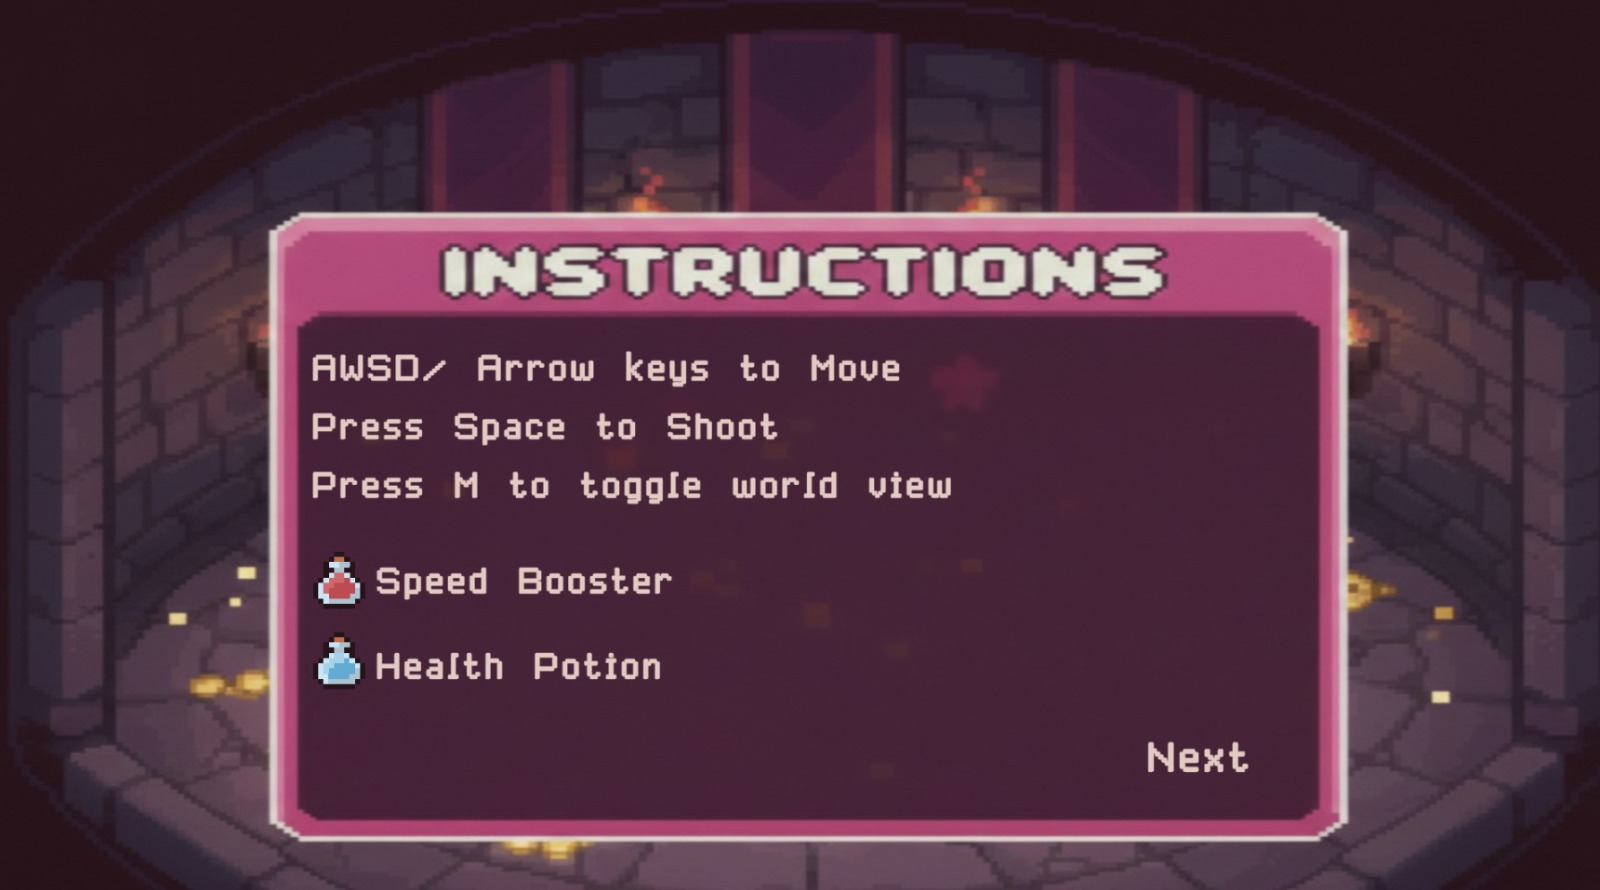 INSTRUCTIONS
AWSD/ Arrow keys to Move
Press Space to Shoot
Press M to toggle world view
Speed Booster
Health Potion
Next